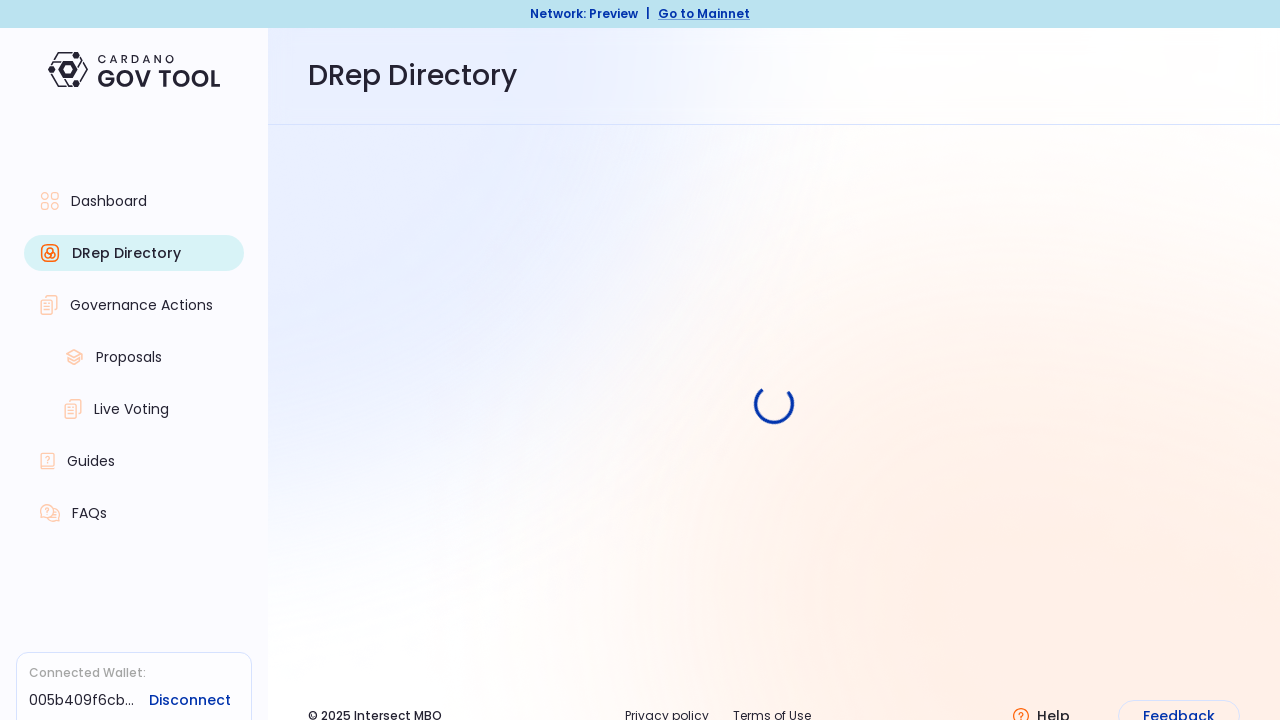 Network: Preview | Go to Mainnet
CARDANO
GOV TOOL
DRep Directory
Dashboard
DRep Directory
Governance Actions
Proposals
Live Voting
Guides
FAQs
Connected Wallet:
005b409f6cb... Disconnect
© 2025 Intersect MBO Privacy policy Terms of Use Help Feedback